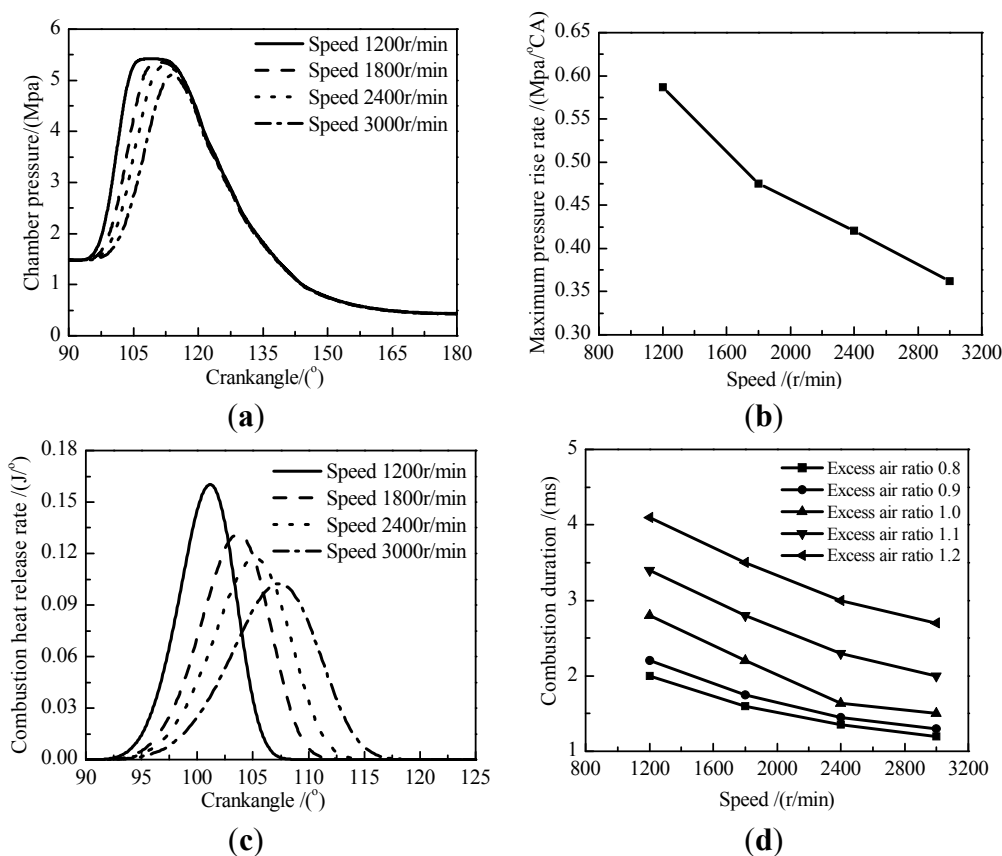 6
5
4
3
2
1
0
90 105 120 135 150 165 180
Chamber pressure/(Mpa)
Crankangle/(°)
Speed 1200r/min
Speed 1800r/min
Speed 2400r/min
Speed 3000r/min
(a)
0.65
0.60
0.55
0.50
0.45
0.40
0.35
0.30
800 1200 1600 2000 2400 2800 3200
Maximum pressure rise rate /(Mpa/°CA)
Speed /(r/min)
(b)
0.18
0.15
0.12
0.09
0.06
0.03
0.00
90 95 100 105 110 115 120 125
Combustion heat release rate /(J/°)
Crankangle /(°)
Speed 1200r/min
Speed 1800r/min
Speed 2400r/min
Speed 3000r/min
(c)
5
4
3
2
1
800 1200 1600 2000 2400 2800 3200
Combustion duration /(ms)
Speed /(r/min)
Excess air ratio 0.8
Excess air ratio 0.9
Excess air ratio 1.0
Excess air ratio 1.1
Excess air ratio 1.2
(d)